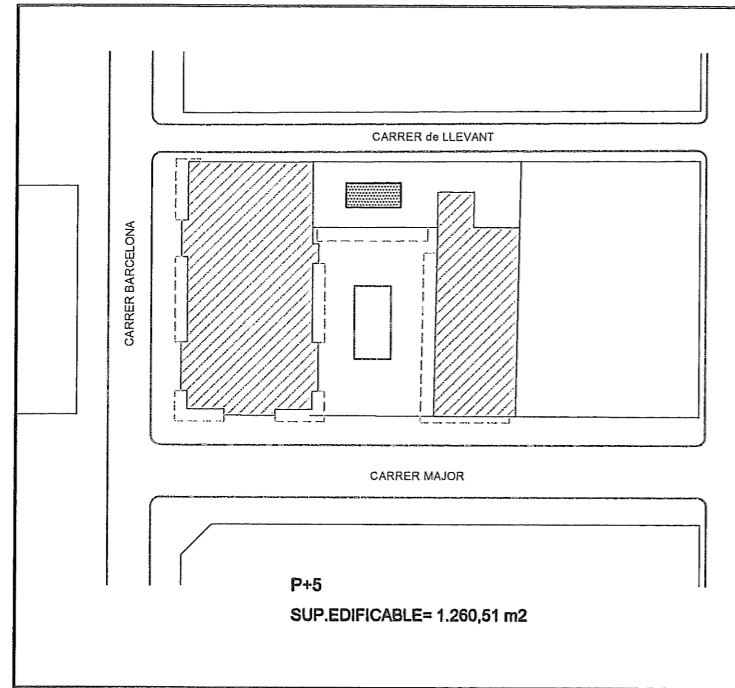 CARRER de LLEVANT
CARRER BARCELONA
CARRER MAJOR
P+5
SUP.EDIFICABLE= 1.260,51 m2